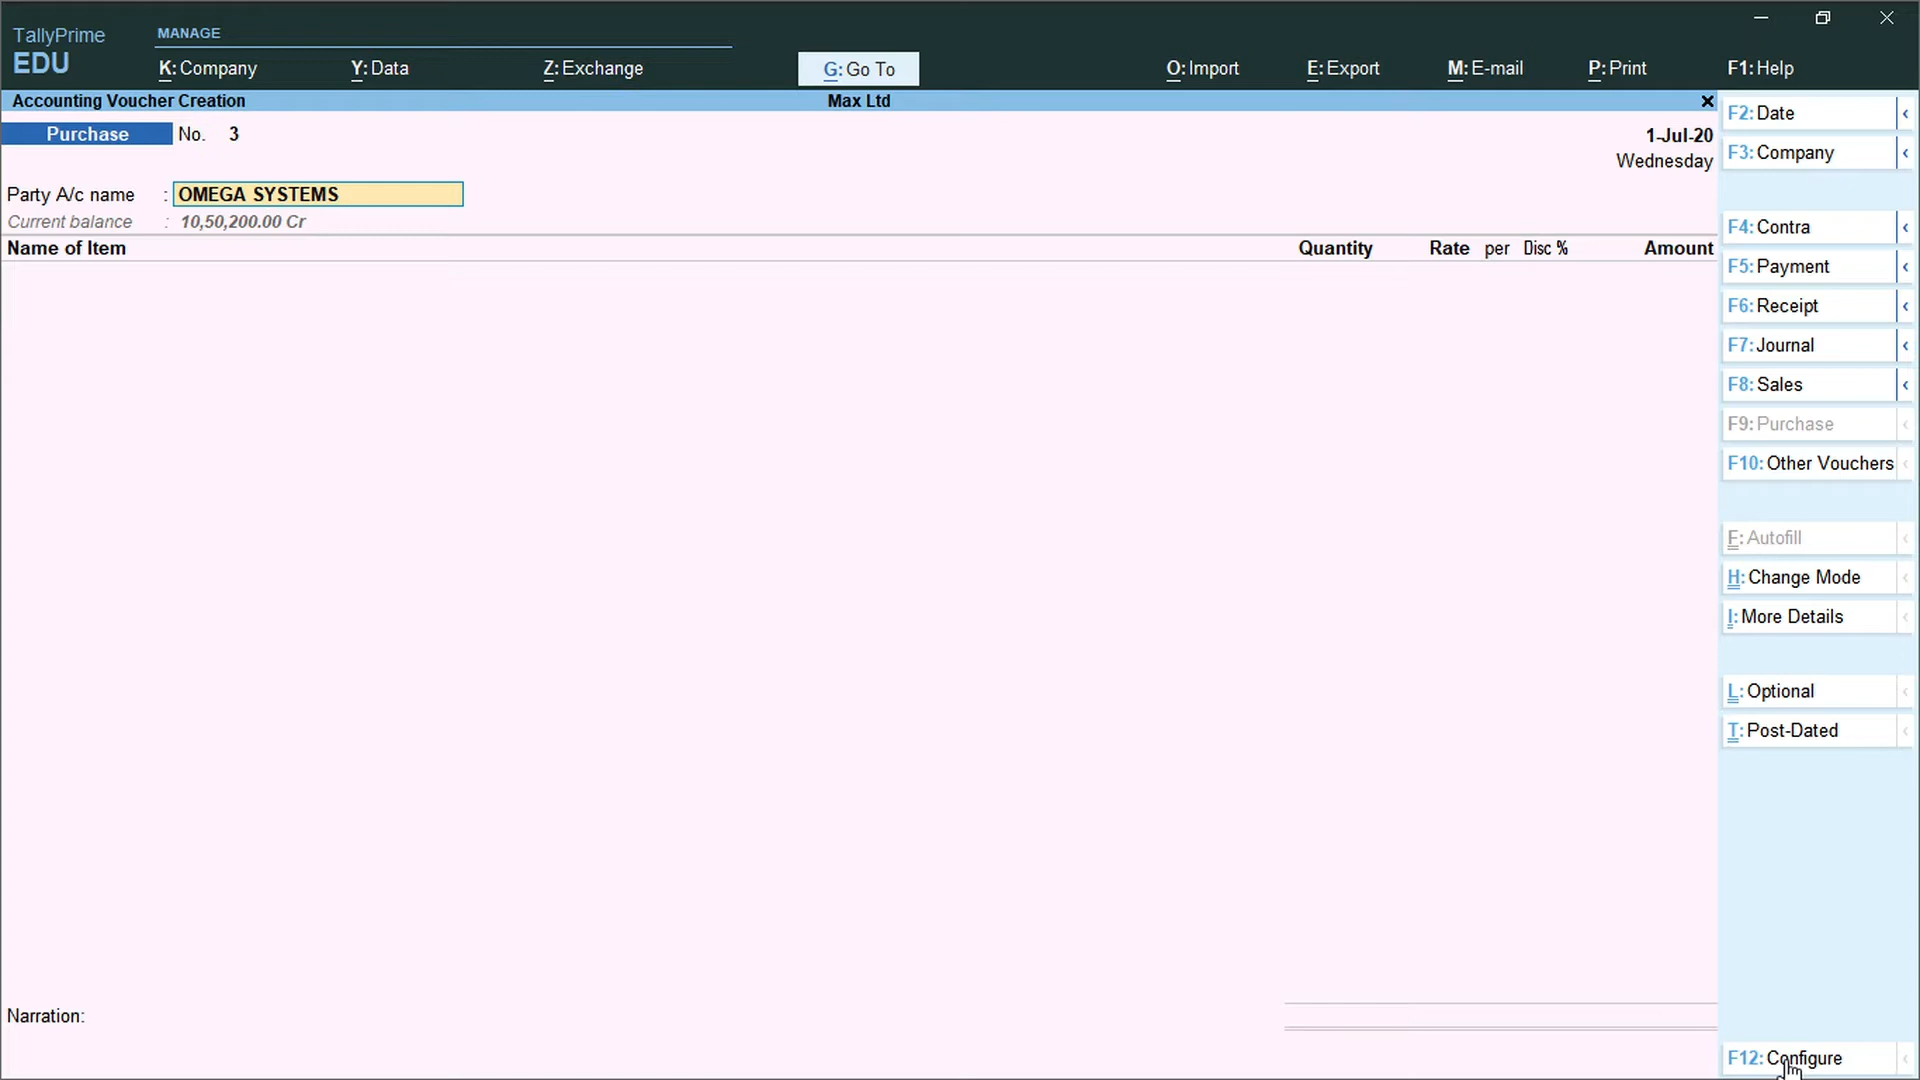 TallyPrime
EDU
MANAGE
K: Company
Y: Data
Z: Exchange
G: Go To
O: Import
E: Export
M: E-mail
P: Print
F1: Help
Accounting Voucher Creation
Max Ltd
Purchase No. 3
1-Jul-20
Wednesday
Party A/c name : OMEGA SYSTEMS
Current balance : 10,50,200.00 Cr
Name of Item Quantity Rate per Disc % Amount
Narration:
F2: Date
F3: Company
F4: Contra
F5: Payment
F6: Receipt
F7: Journal
F8: Sales
F9: Purchase
F10: Other Vouchers
F: Autofill
H: Change Mode
I: More Details
L: Optional
T: Post-Dated
F12: Configure